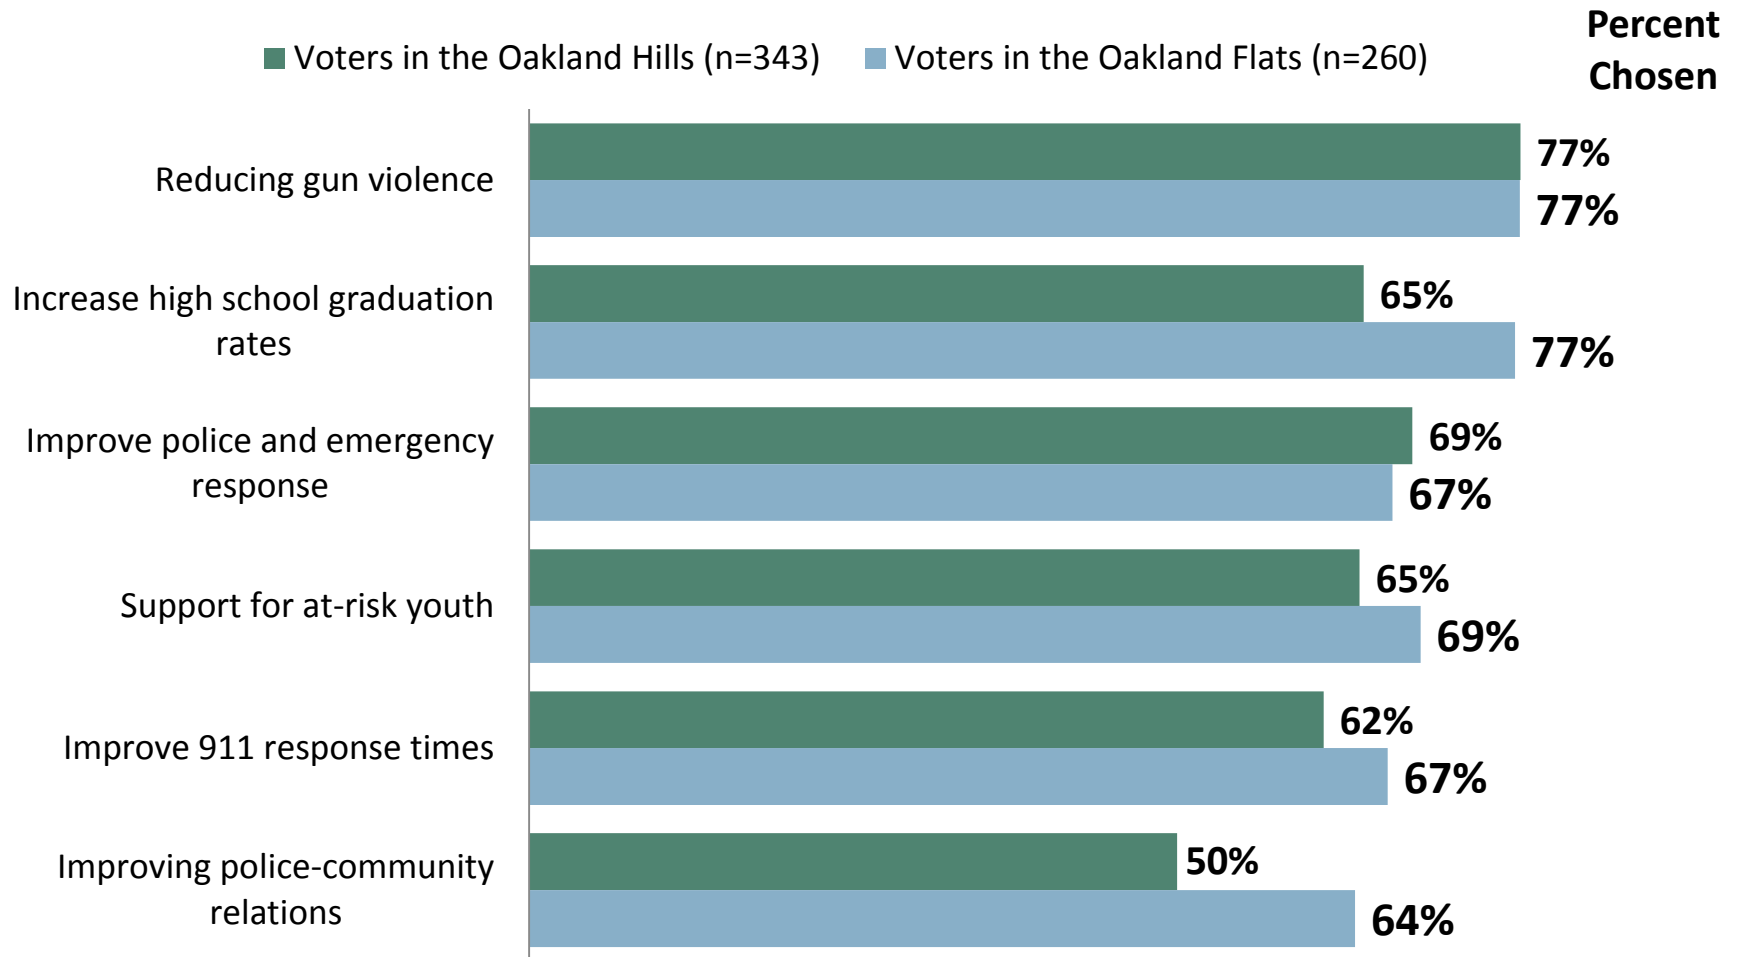 Percent
Chosen
Voters in the Oakland Hills (n=343) Voters in the Oakland Flats (n=260)
Reducing gun violence
77%
77%
Increase high school graduation
rates
65%
77%
Improve police and emergency
response
69%
67%
Support for at-risk youth
65%
69%
Improve 911 response times
62%
67%
Improving police-community
relations
50%
64%